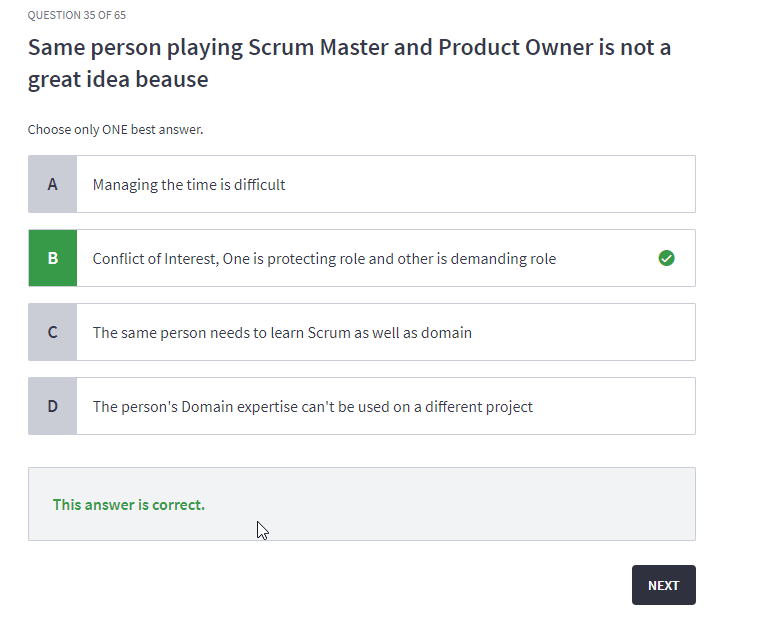 QUESTION 35 OF 65
Same person playing Scrum Master and Product Owner is not a
great idea beause
Choose only ONE best answer.
A
Managing the time is difficult
B
Conflict of Interest, One is protecting role and other is demanding role
C
The same person needs to learn Scrum as well as domain
D
The person's Domain expertise can't be used on a different project
This answer is correct.
NEXT